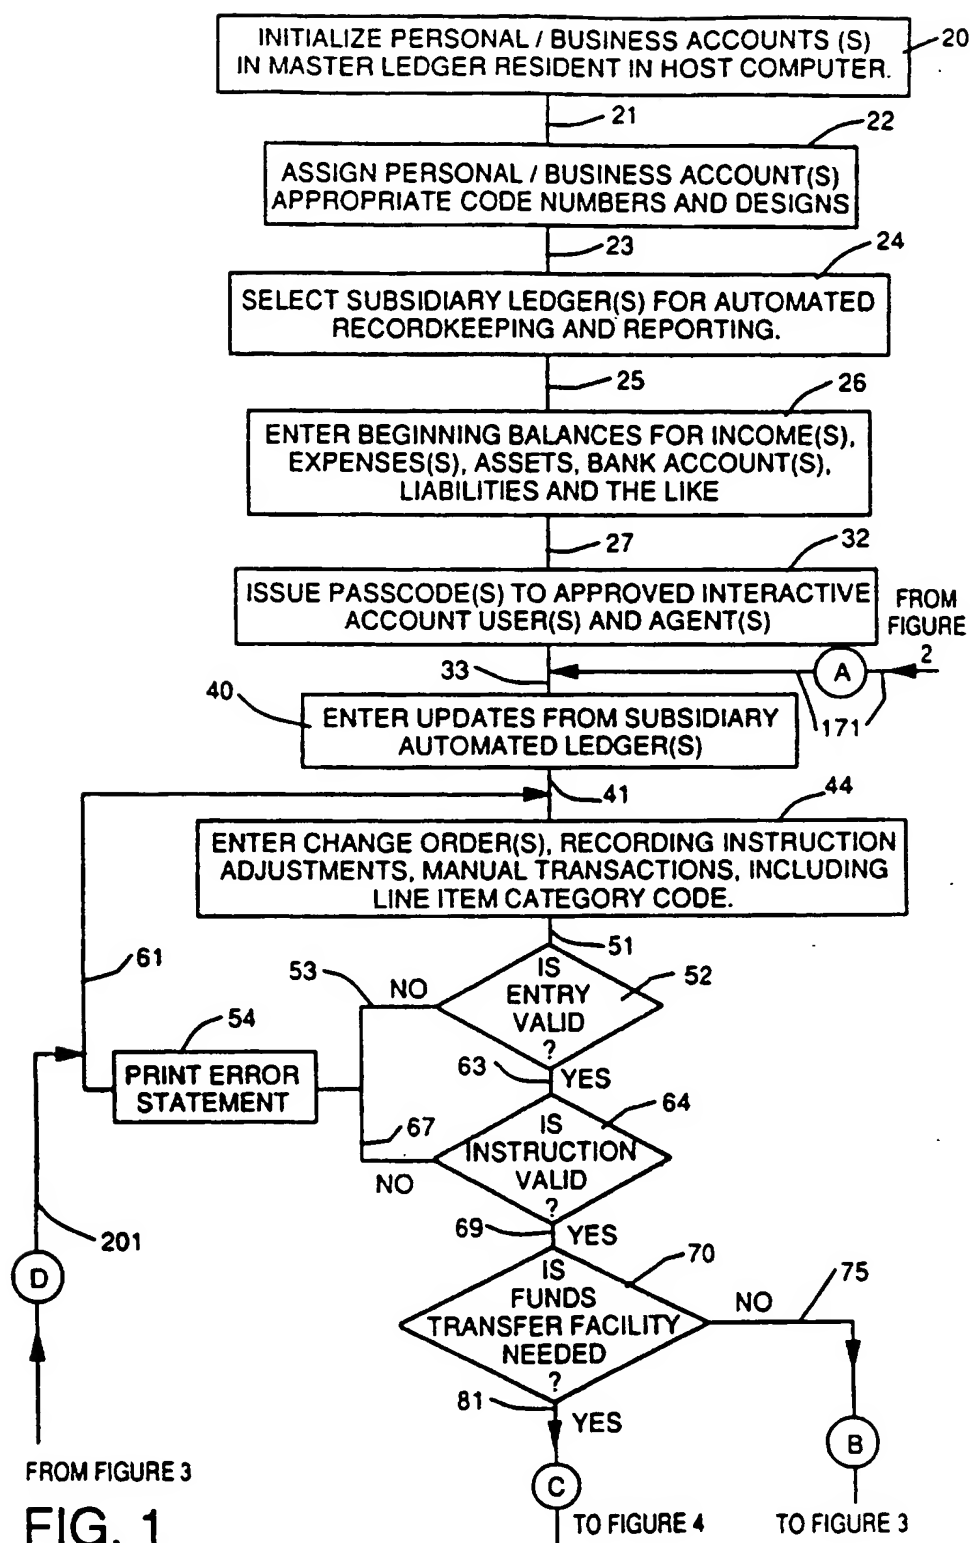 INITIALIZE PERSONAL / BUSINESS ACCOUNTS (S)
IN MASTER LEDGER RESIDENT IN HOST COMPUTER.
20
21
22
ASSIGN PERSONAL / BUSINESS ACCOUNT(S)
APPROPRIATE CODE NUMBERS AND DESIGNS
23
24
SELECT SUBSIDIARY LEDGER(S) FOR AUTOMATED
RECORDKEEPING AND REPORTING.
25
26
ENTER BEGINNING BALANCES FOR INCOME(S),
EXPENSES(S), ASSETS, BANK ACCOUNT(S),
LIABILITIES AND THE LIKE
27
32
ISSUE PASSCODE(S) TO APPROVED INTERACTIVE
ACCOUNT USER(S) AND AGENT(S)
FROM
FIGURE
2
33
A
171
40
ENTER UPDATES FROM SUBSIDIARY
AUTOMATED LEDGER(S)
41
44
ENTER CHANGE ORDER(S), RECORDING INSTRUCTION
ADJUSTMENTS, MANUAL TRANSACTIONS, INCLUDING
LINE ITEM CATEGORY CODE.
51
61
53
NO
IS
ENTRY
VALID
?
52
54
PRINT ERROR
STATEMENT
63
YES
64
67
NO
IS
INSTRUCTION
VALID
?
69
YES
201
D
70
IS
FUNDS
TRANSFER FACILITY
NEEDED
?
NO
75
81
YES
B
C
FROM FIGURE 3
TO FIGURE 4
TO FIGURE 3
FIG. 1